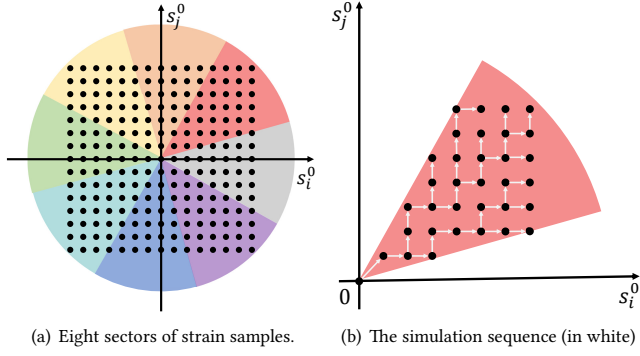 s_j^0
s_i^0
(a) Eight sectors of strain samples.
s_j^0
0
s_i^0
(b) The simulation sequence (in white)